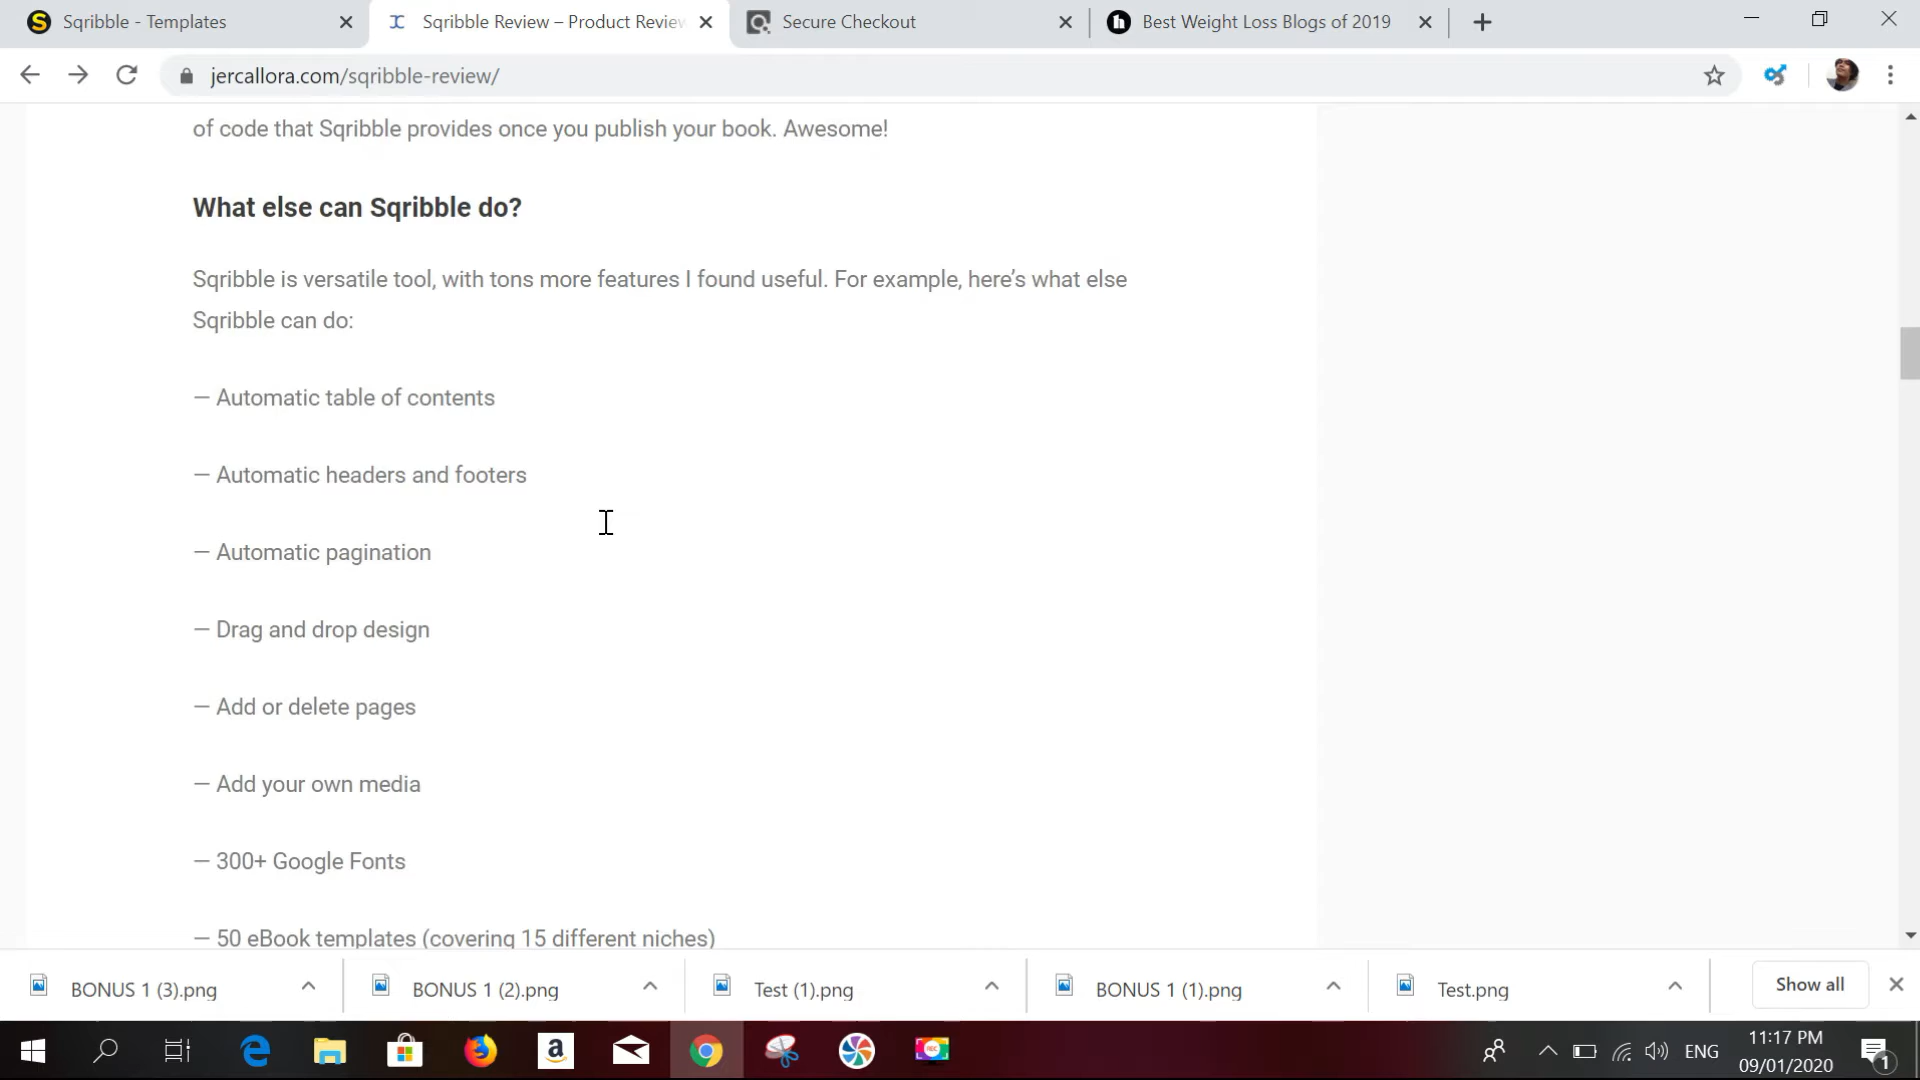 Sqribble - Templates
Sqribble Review – Product Review
Secure Checkout
Best Weight Loss Blogs of 2019
jercallora.com/sqribble-review/
of code that Sqribble provides once you publish your book. Awesome!
What else can Sqribble do?
Sqribble is versatile tool, with tons more features I found useful. For example, here’s what else
Sqribble can do:
— Automatic table of contents
— Automatic headers and footers
— Automatic pagination
— Drag and drop design
— Add or delete pages
— Add your own media
— 300+ Google Fonts
— 50 eBook templates (covering 15 different niches)
BONUS 1 (3).png
BONUS 1 (2).png
Test (1).png
BONUS 1 (1).png
Test.png
Show all
ENG
11:17 PM
09/01/2020
1